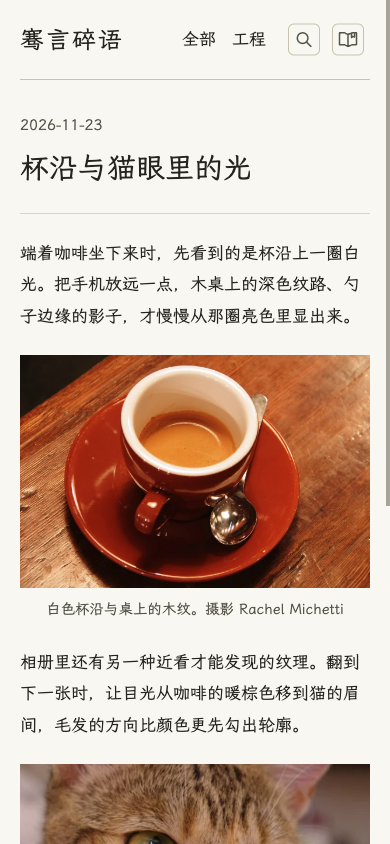 骞言碎语
全部 工程
2026-11-23
杯沿与猫眼里的光
端着咖啡坐下来时，先看到的是杯沿上一圈白
光。把手机放远一点，木桌上的深色纹路、勺
子边缘的影子，才慢慢从那圈亮色里显出来。
白色杯沿与桌上的木纹。摄影 Rachel Michetti
相册里还有另一种近看才能发现的纹理。翻到
下一张时，让目光从咖啡的暖棕色移到猫的眉
间，毛发的方向比颜色更先勾出轮廓。